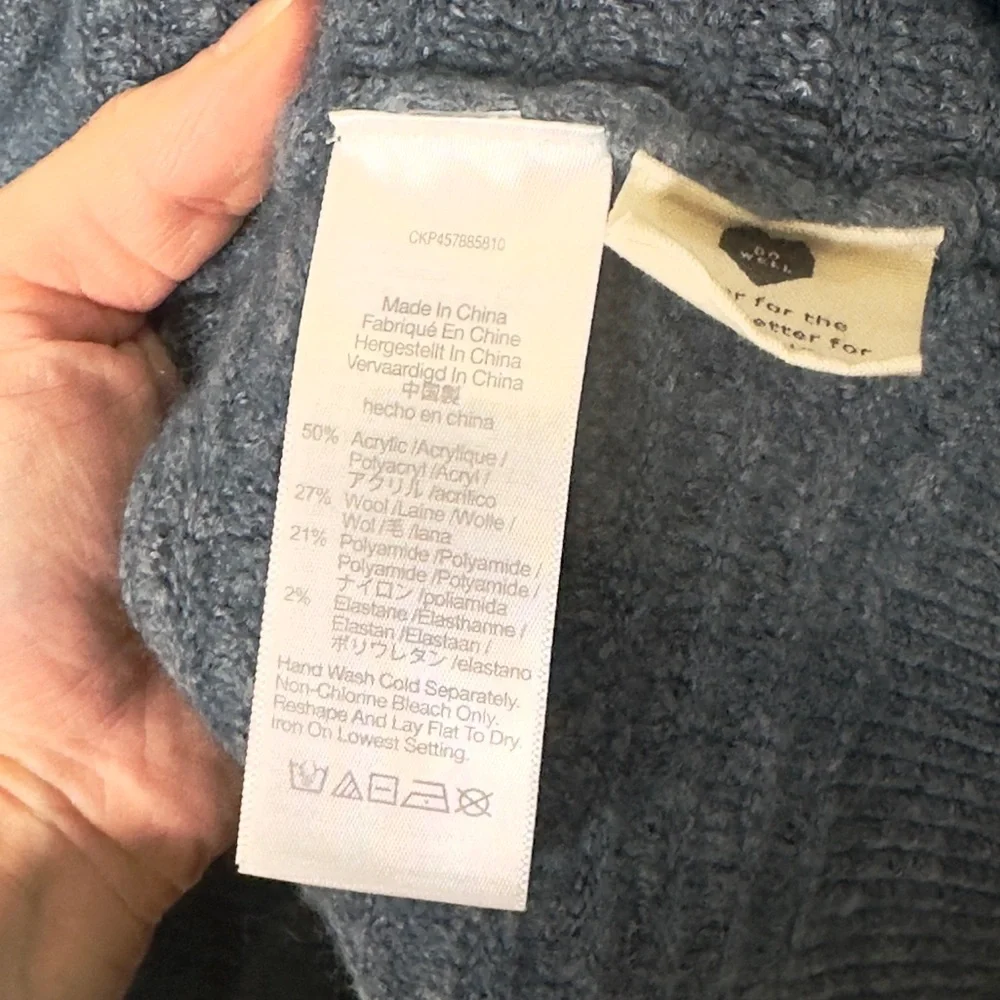 CKP457885810
Made In China
Fabriqué En Chine
Hergestellt In China
Vervaardigd In China
中国製
hecho en china
50% Acrylic /Acrylique /
Polyacryl /Acryl /
アクリル /acrílico
27% Wool /Laine /Wolle /
Wol /毛 /lana
21% Polyamide /Polyamide /
Polyamide /Polyamide /
ナイロン /poliamida
2% Elastane /Elasthanne /
Elastan /Elastaan /
ポリウレタン /elastano
Hand Wash Cold Separately.
Non-Chlorine Bleach Only.
Reshape And Lay Flat To Dry.
Iron On Lowest Setting.
DO
WELL
for the
for